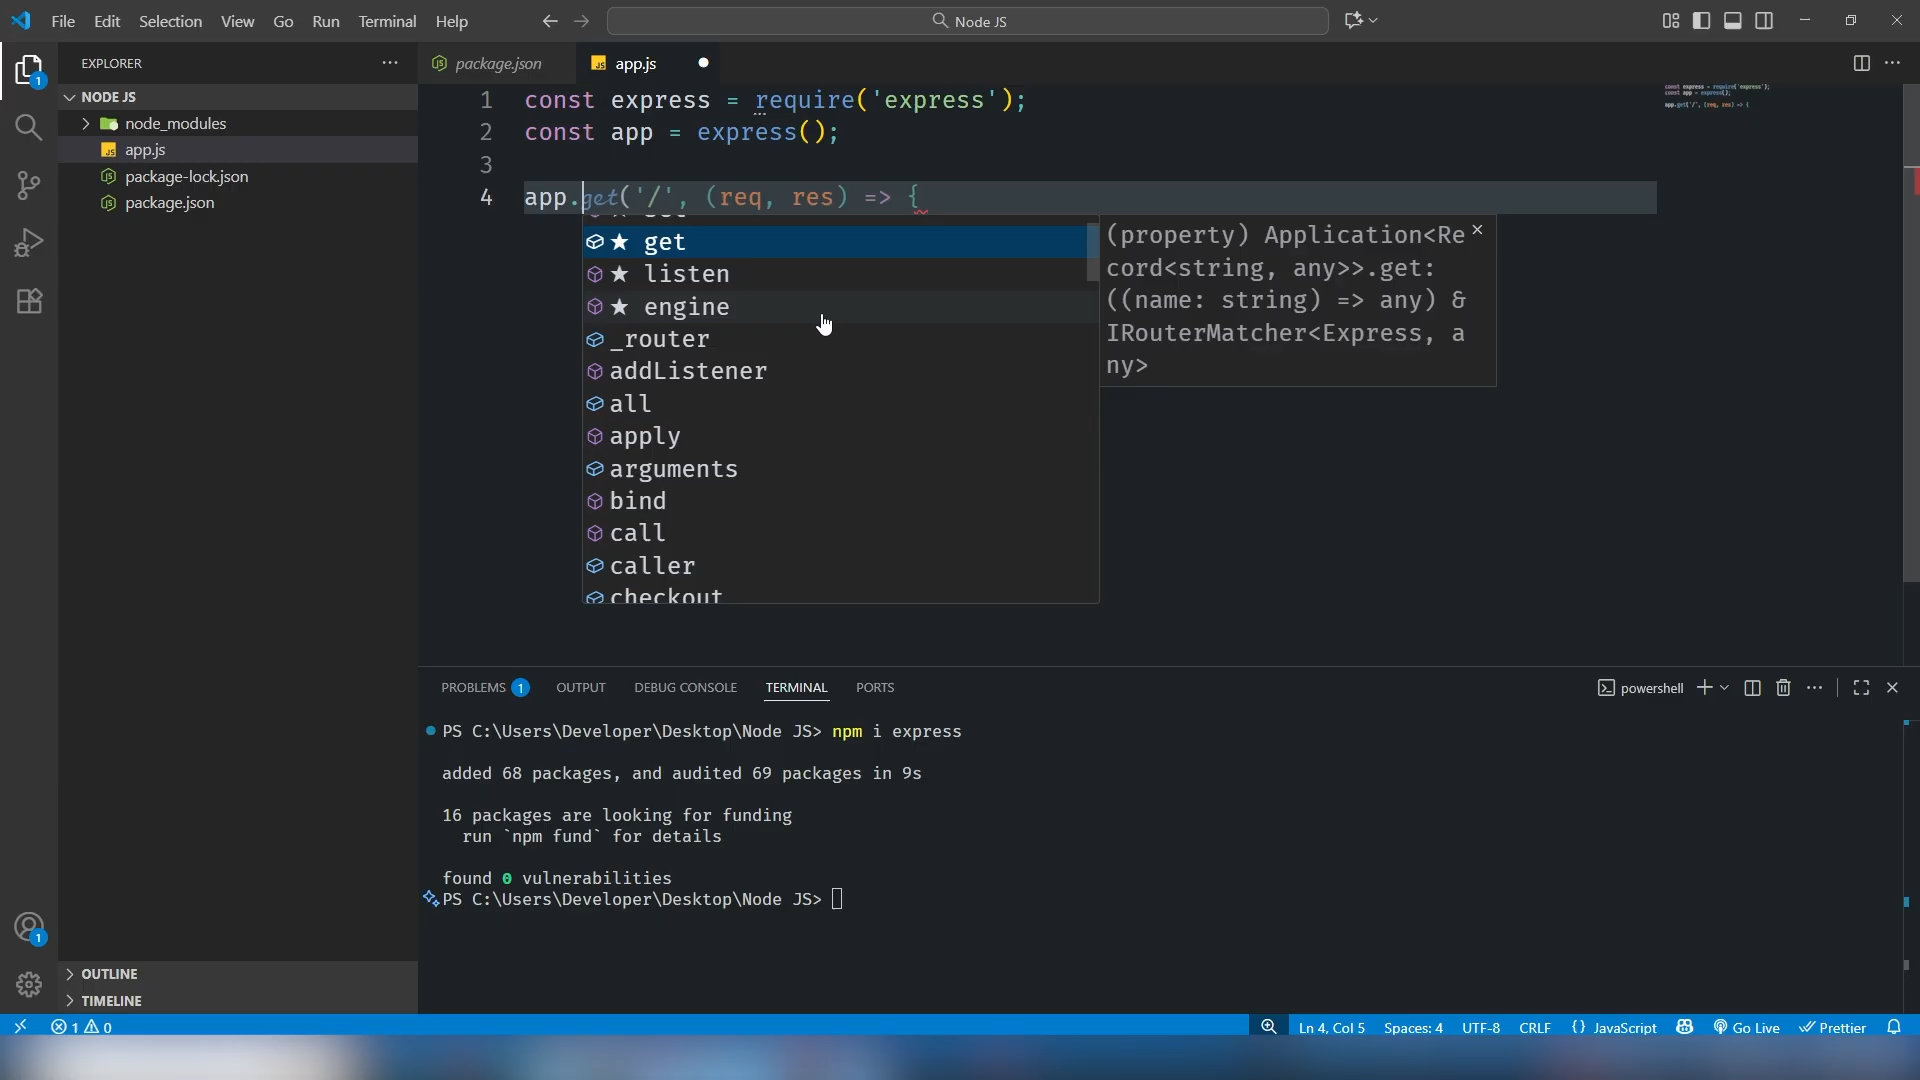 File Edit Selection View Go Run Terminal Help
Node JS
EXPLORER
NODE JS
node_modules
app.js
package-lock.json
package.json
OUTLINE
TIMELINE
package.json
app.js
1 const express = require('express');
2 const app = express();
3
4 app.get('/', (req, res) => {
get
listen
engine
_router
addListener
all
apply
arguments
bind
call
caller
checkout
(property) Application<Re
cord<string, any>>.get:
((name: string) => any) &
IRouterMatcher<Express, a
ny>
PROBLEMS 1 OUTPUT DEBUG CONSOLE TERMINAL PORTS
powershell
PS C:\Users\Developer\Desktop\Node JS> npm i express
added 68 packages, and audited 69 packages in 9s
16 packages are looking for funding
run `npm fund` for details
found 0 vulnerabilities
PS C:\Users\Developer\Desktop\Node JS>
1
1
1 0
Ln 4, Col 5 Spaces: 4 UTF-8 CRLF {} JavaScript Go Live Prettier